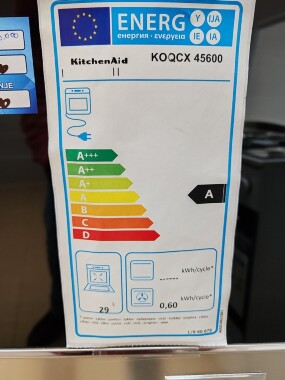 ENERG Y IJA
енергия · ενεργεια IE IA
KitchenAid KOQCX 45600
A+++
A++
A+
A
B
C
D
A
kWh/cycle*
-.--
kWh/cycle*
29
0,60